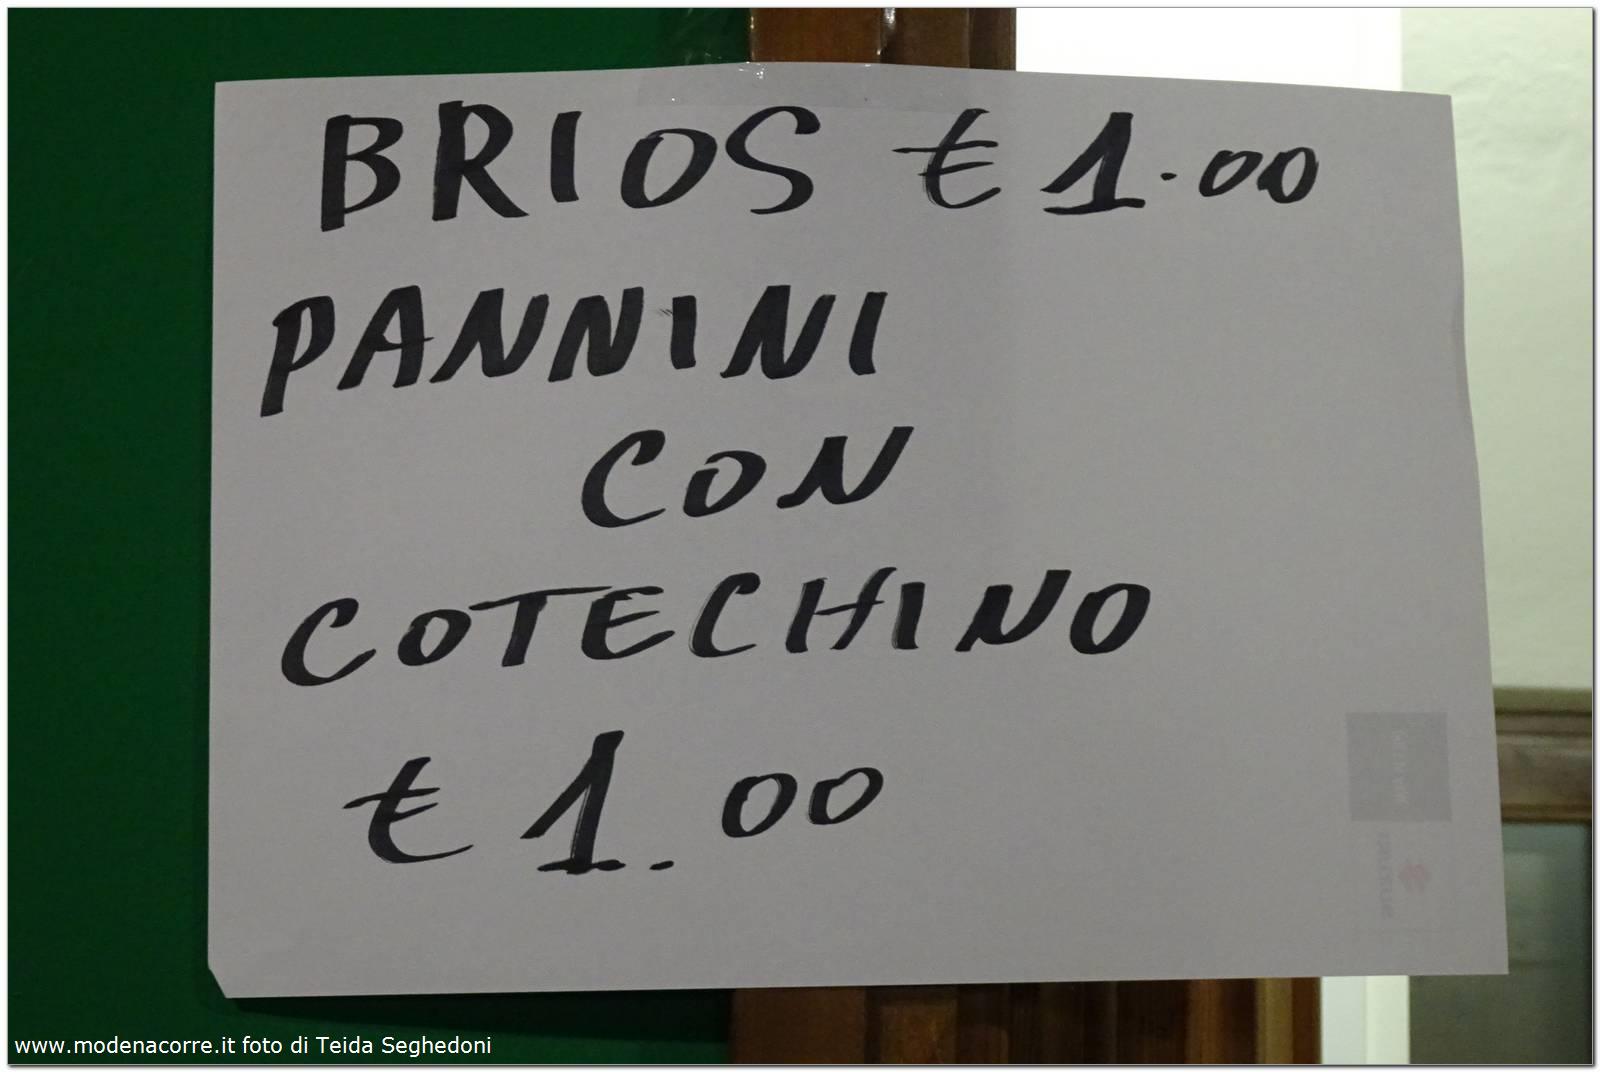 BRIOS € 1.00
PANNINI
CON
COTECHINO
€ 1.00
www.modenacorre.it foto di Teida Seghedoni